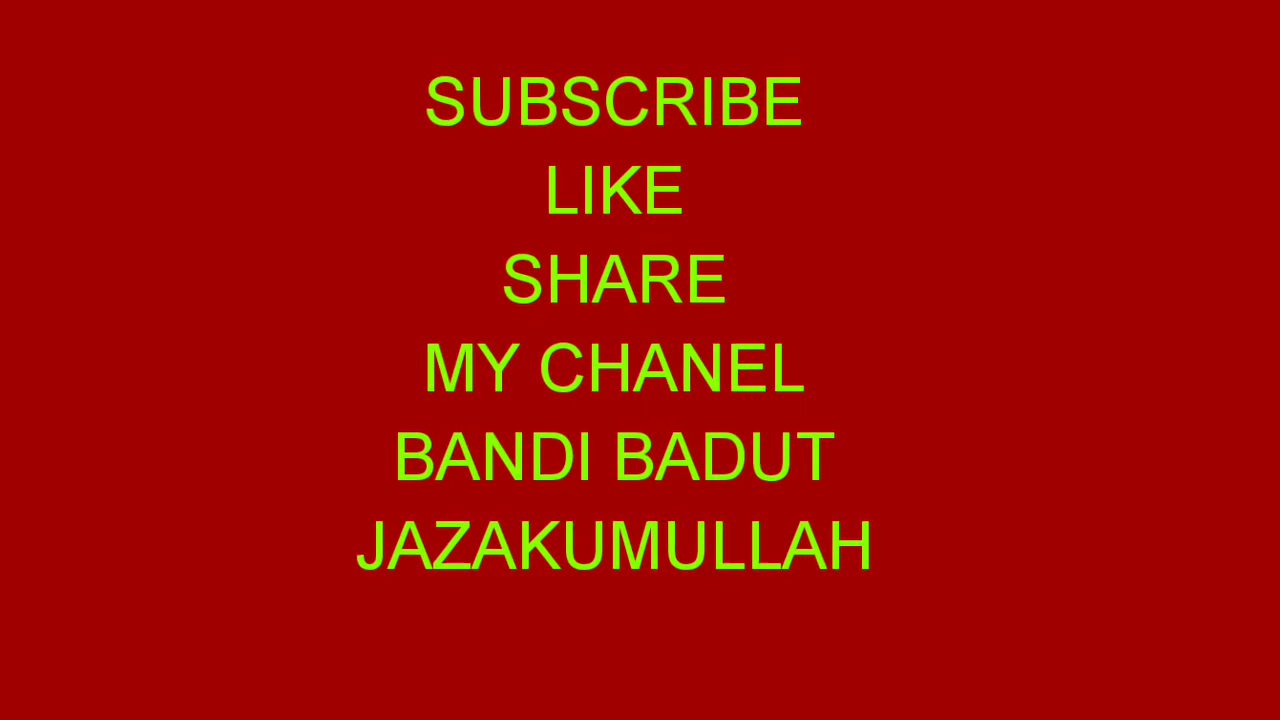 SUBSCRIBE
LIKE
SHARE
MY CHANEL
BANDI BADUT
JAZAKUMULLAH